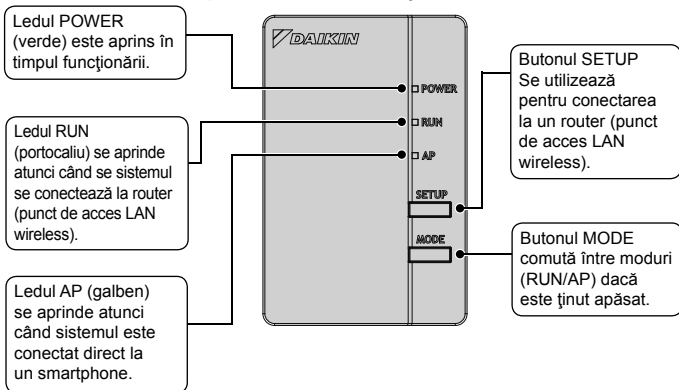 Ledul POWER
(verde) este aprins în
timpul funcţionării.
Ledul RUN
(portocaliu) se aprinde
atunci când se sistemul
se conectează la router
(punct de acces LAN
wireless).
Ledul AP (galben)
se aprinde atunci
când sistemul este
conectat direct la
un smartphone.
DAIKIN
POWER
RUN
AP
SETUP
MODE
Butonul SETUP
Se utilizează
pentru conectarea
la un router (punct
de acces LAN
wireless).
Butonul MODE
comută între moduri
(RUN/AP) dacă
este ţinut apăsat.